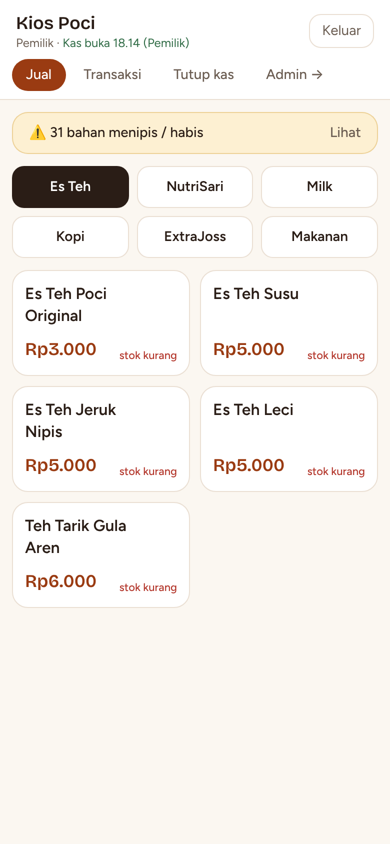 Kios Poci
Pemilik · Kas buka 18.14 (Pemilik)
Keluar
Jual
Transaksi
Tutup kas
Admin →
⚠️ 31 bahan menipis / habis
Lihat
Es Teh
NutriSari
Milk
Kopi
ExtraJoss
Makanan
Es Teh Poci
Original
Rp3.000
stok kurang
Es Teh Susu
Rp5.000
stok kurang
Es Teh Jeruk
Nipis
Rp5.000
stok kurang
Es Teh Leci
Rp5.000
stok kurang
Teh Tarik Gula
Aren
Rp6.000
stok kurang